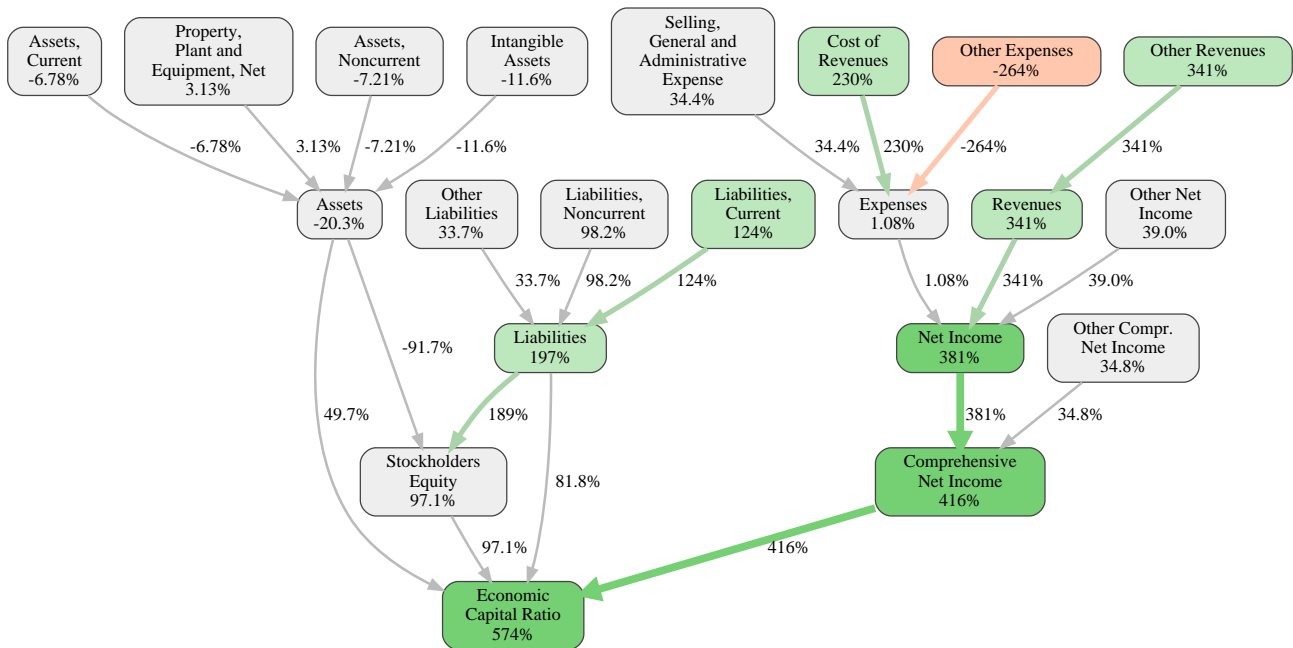 Assets,
Current
-6.78%
Property,
Plant and
Equipment, Net
3.13%
Assets,
Noncurrent
-7.21%
Intangible
Assets
-11.6%
Selling,
General and
Administrative
Expense
34.4%
Cost of
Revenues
230%
Other Expenses
-264%
Other Revenues
341%
-6.78%
3.13%
-7.21%
-11.6%
34.4%
230%
-264%
341%
Assets
-20.3%
Other
Liabilities
33.7%
Liabilities,
Noncurrent
98.2%
Liabilities,
Current
124%
Expenses
1.08%
Revenues
341%
Other Net
Income
39.0%
33.7%
98.2%
124%
1.08%
341%
39.0%
Liabilities
197%
Net Income
381%
Other Compr.
Net Income
34.8%
-91.7%
49.7%
189%
81.8%
381%
34.8%
Stockholders
Equity
97.1%
Comprehensive
Net Income
416%
97.1%
416%
Economic
Capital Ratio
574%